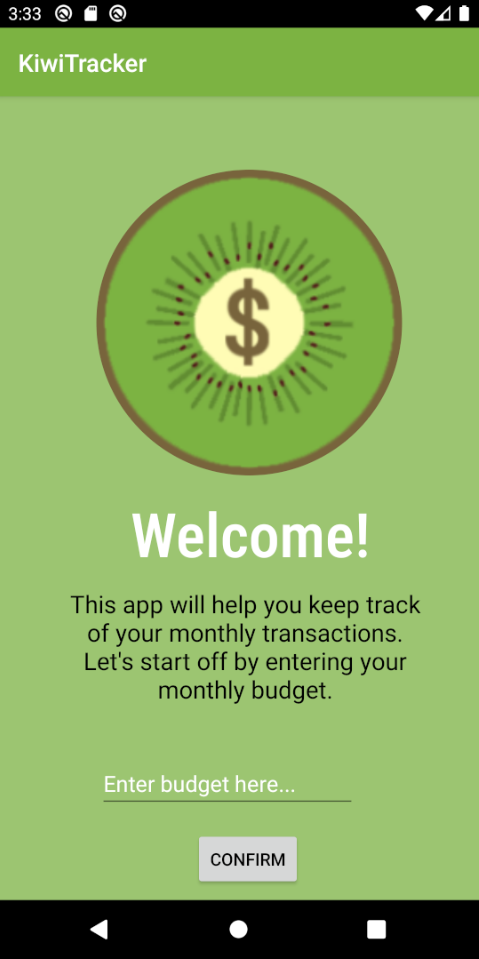 3:33
KiwiTracker
$
Welcome!
This app will help you keep track
of your monthly transactions.
Let's start off by entering your
monthly budget.
Enter budget here...
CONFIRM